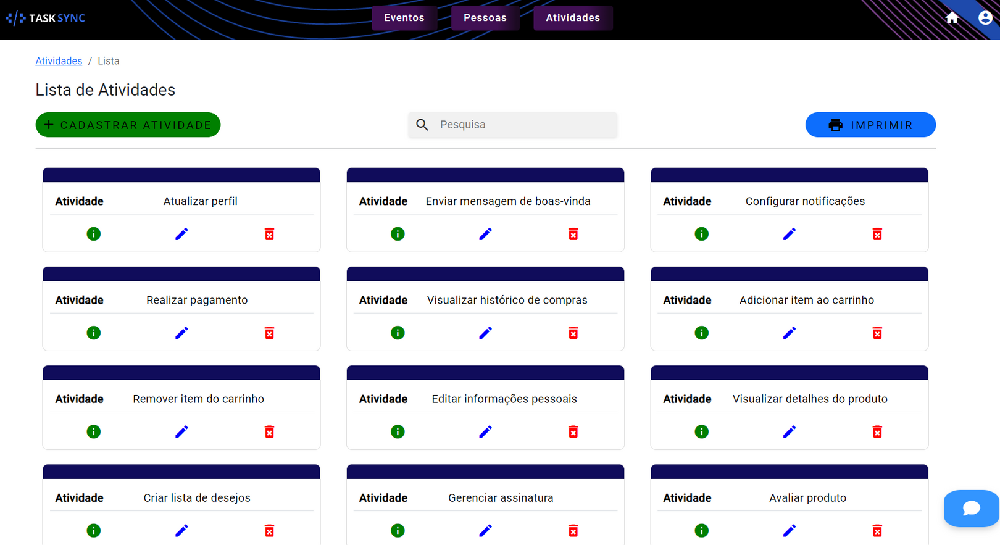 TASK SYNC
Eventos
Pessoas
Atividades
Atividades / Lista
Lista de Atividades
+ CADASTRAR ATIVIDADE
Pesquisa
IMPRIMIR
Atividade Atualizar perfil
Atividade Enviar mensagem de boas-vinda
Atividade Configurar notificações
Atividade Realizar pagamento
Atividade Visualizar histórico de compras
Atividade Adicionar item ao carrinho
Atividade Remover item do carrinho
Atividade Editar informações pessoais
Atividade Visualizar detalhes do produto
Atividade Criar lista de desejos
Atividade Gerenciar assinatura
Atividade Avaliar produto